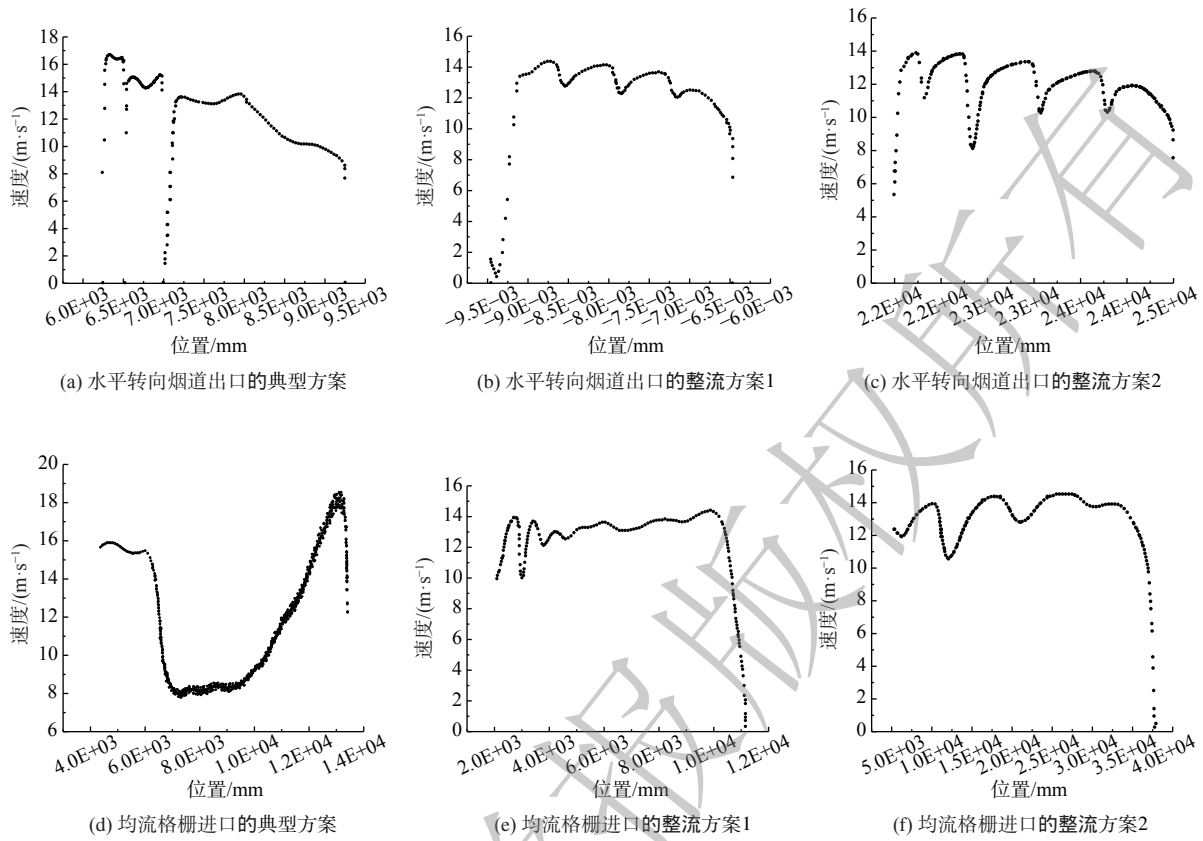 18
16
14
12
10
8
6
4
2
0
速度/(m·s⁻¹)
6.0E+03
6.5E+03
7.0E+03
7.5E+03
8.0E+03
8.5E+03
9.0E+03
9.5E+03
位置/mm
(a) 水平转向烟道出口的典型方案
16
14
12
10
8
6
4
2
0
速度/(m·s⁻¹)
−9.5E−03
−9.0E−03
−8.5E−03
−8.0E−03
−7.5E−03
−7.0E−03
−6.5E−03
−6.0E−03
位置/mm
(b) 水平转向烟道出口的整流方案1
16
14
12
10
8
6
4
2
0
速度/(m·s⁻¹)
2.2E+04
2.2E+04
2.3E+04
2.3E+04
2.4E+04
2.4E+04
2.5E+04
位置/mm
(c) 水平转向烟道出口的整流方案2
20
18
16
14
12
10
8
6
速度/(m·s⁻¹)
4.0E+03
6.0E+03
8.0E+03
1.0E+04
1.2E+04
1.4E+04
位置/mm
(d) 均流格栅进口的典型方案
16
14
12
10
8
6
4
2
0
速度/(m·s⁻¹)
2.0E+03
4.0E+03
6.0E+03
8.0E+03
1.0E+04
1.2E+04
位置/mm
(e) 均流格栅进口的整流方案1
16
14
12
10
8
6
4
2
0
速度/(m·s⁻¹)
5.0E+03
1.0E+04
1.5E+04
2.0E+04
2.5E+04
3.0E+04
3.5E+04
4.0E+04
位置/mm
(f) 均流格栅进口的整流方案2
报版权所有